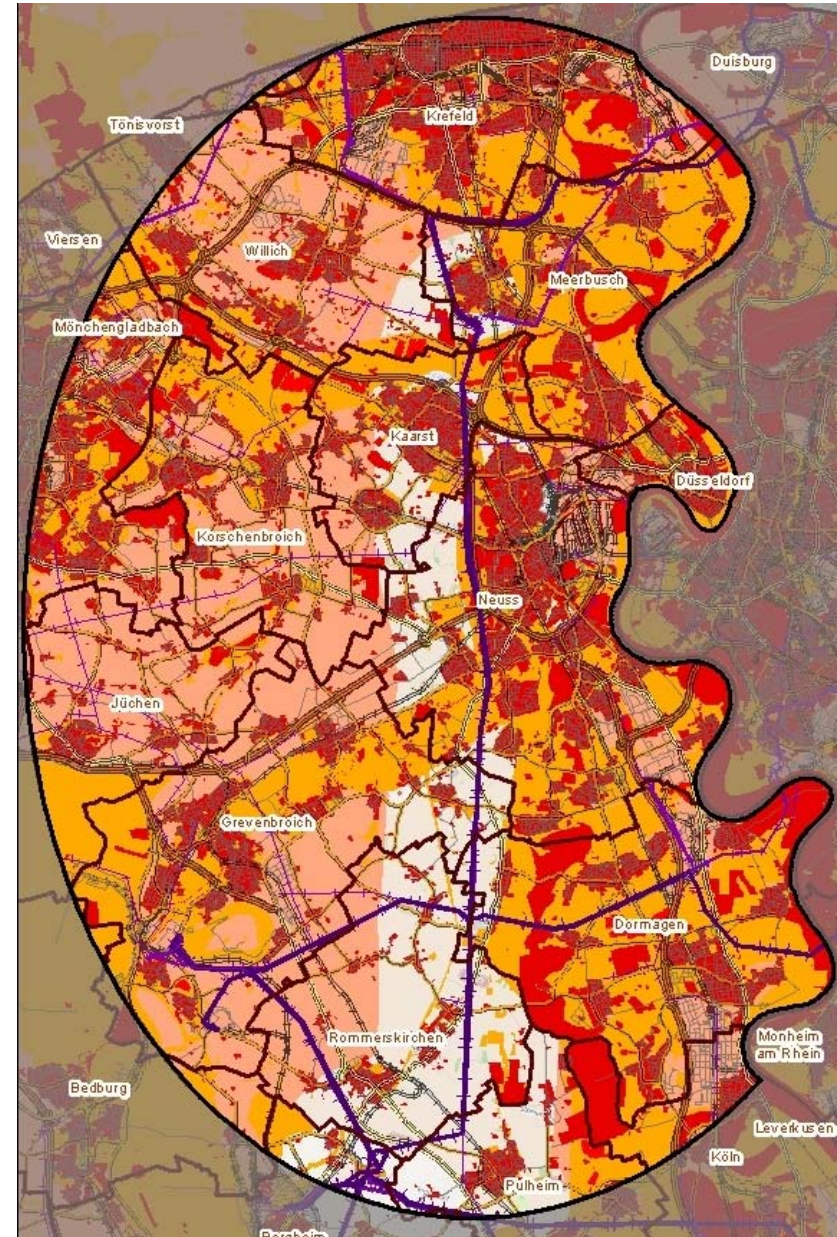 Duisburg
Tönisvorst
Krefeld
Viersen
Willich
Meerbusch
Mönchengladbach
Kaarst
Düsseldorf
Korschenbroich
Neuss
Jüchen
Grevenbroich
Dormagen
Rommerskirchen
Monheim
am Rhein
Bedburg
Leverkusen
Köln
Pulheim
Bergheim